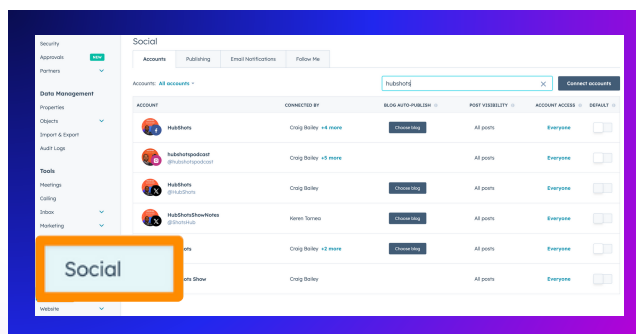 Security
Approvals NEW
Partners
Data Management
Properties
Objects
Import & Export
Audit Logs
Tools
Meetings
Calling
Inbox
Marketing
Social
Website
Social
Accounts Publishing Email Notifications Follow Me
Accounts: All accounts
hubshots
Connect accounts
ACCOUNT CONNECTED BY BLOG AUTO-PUBLISH POST VISIBILITY ACCOUNT ACCESS DEFAULT
HubShots Craig Bailey +4 more Choose blog All posts Everyone
hubshotspodcast
@hubshotspodcast
Craig Bailey +5 more All posts Everyone
HubShots
@HubShots
Craig Bailey Choose blog All posts Everyone
HubShotsShowNotes
@ShotsHub
Keren Tomeo Choose blog All posts Everyone
ots Craig Bailey +2 more Choose blog All posts Everyone
ots Show Craig Bailey All posts Everyone